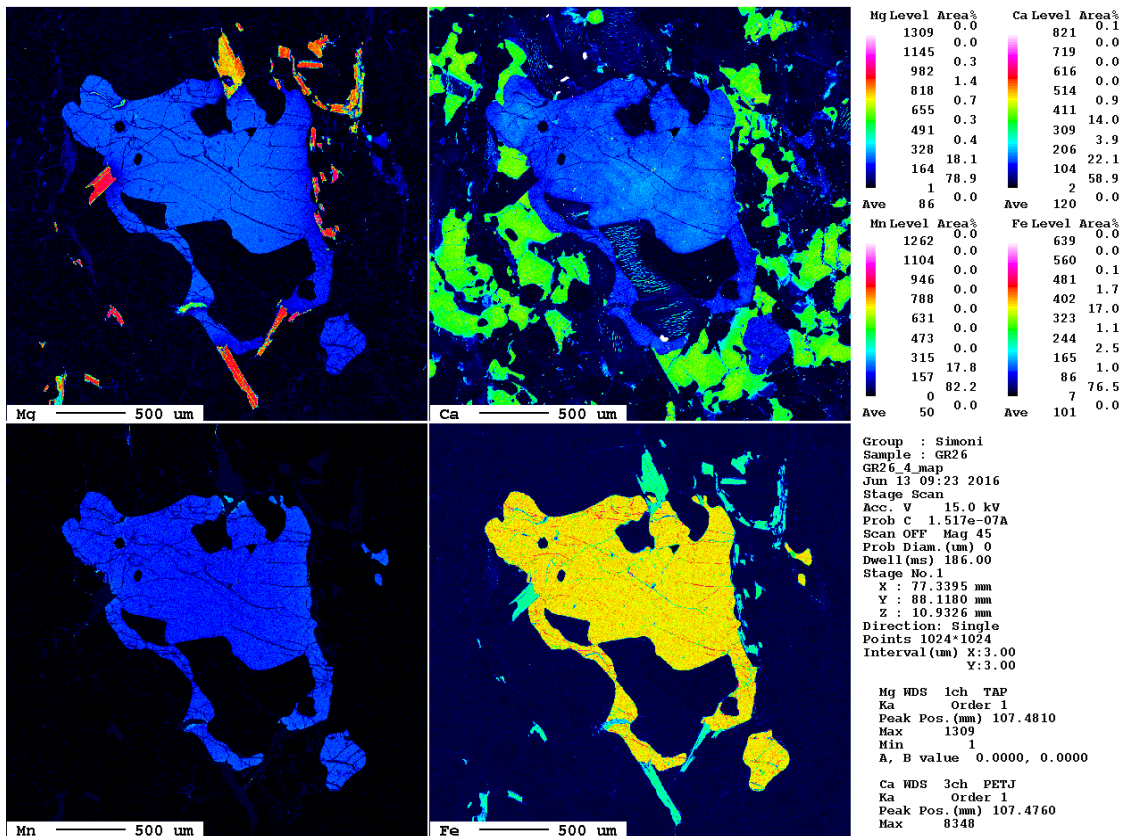 Mg Level Area%
0.0
1309
0.0
1145
0.3
982
1.4
818
0.7
655
0.3
491
0.4
328
18.1
164
78.9
1
0.0
Ave 86
Ca Level Area%
0.1
821
0.0
719
0.0
616
0.0
514
0.9
411
14.0
309
3.9
206
22.1
104
58.9
2
0.0
Ave 120
Mn Level Area%
0.0
1262
0.0
1104
0.0
946
0.0
788
0.0
631
0.0
473
0.0
315
17.8
157
82.2
0
0.0
Ave 50
Fe Level Area%
0.0
639
0.0
560
0.1
481
1.7
402
17.0
323
1.1
244
2.5
165
1.0
86
76.5
7
0.0
Ave 101
Mg 500 um
Ca 500 um
Mn 500 um
Fe 500 um
Group : Simoni
Sample : GR26
GR26_4_map
Jun 13 09:23 2016
Stage Scan
Acc. V 15.0 kV
Prob C 1.517e-07A
Scan OFF Mag 45
Prob Diam.(um) 0
Dwell(ms) 186.00
Stage No.1
X : 77.3395 mm
Y : 88.1180 mm
Z : 10.9326 mm
Direction: Single
Points 1024*1024
Interval(um) X:3.00
Y:3.00
Mg WDS 1ch TAP
Ka Order 1
Peak Pos.(mm) 107.4810
Max 1309
Min 1
A, B value 0.0000, 0.0000
Ca WDS 3ch PETJ
Ka Order 1
Peak Pos.(mm) 107.4760
Max 8348